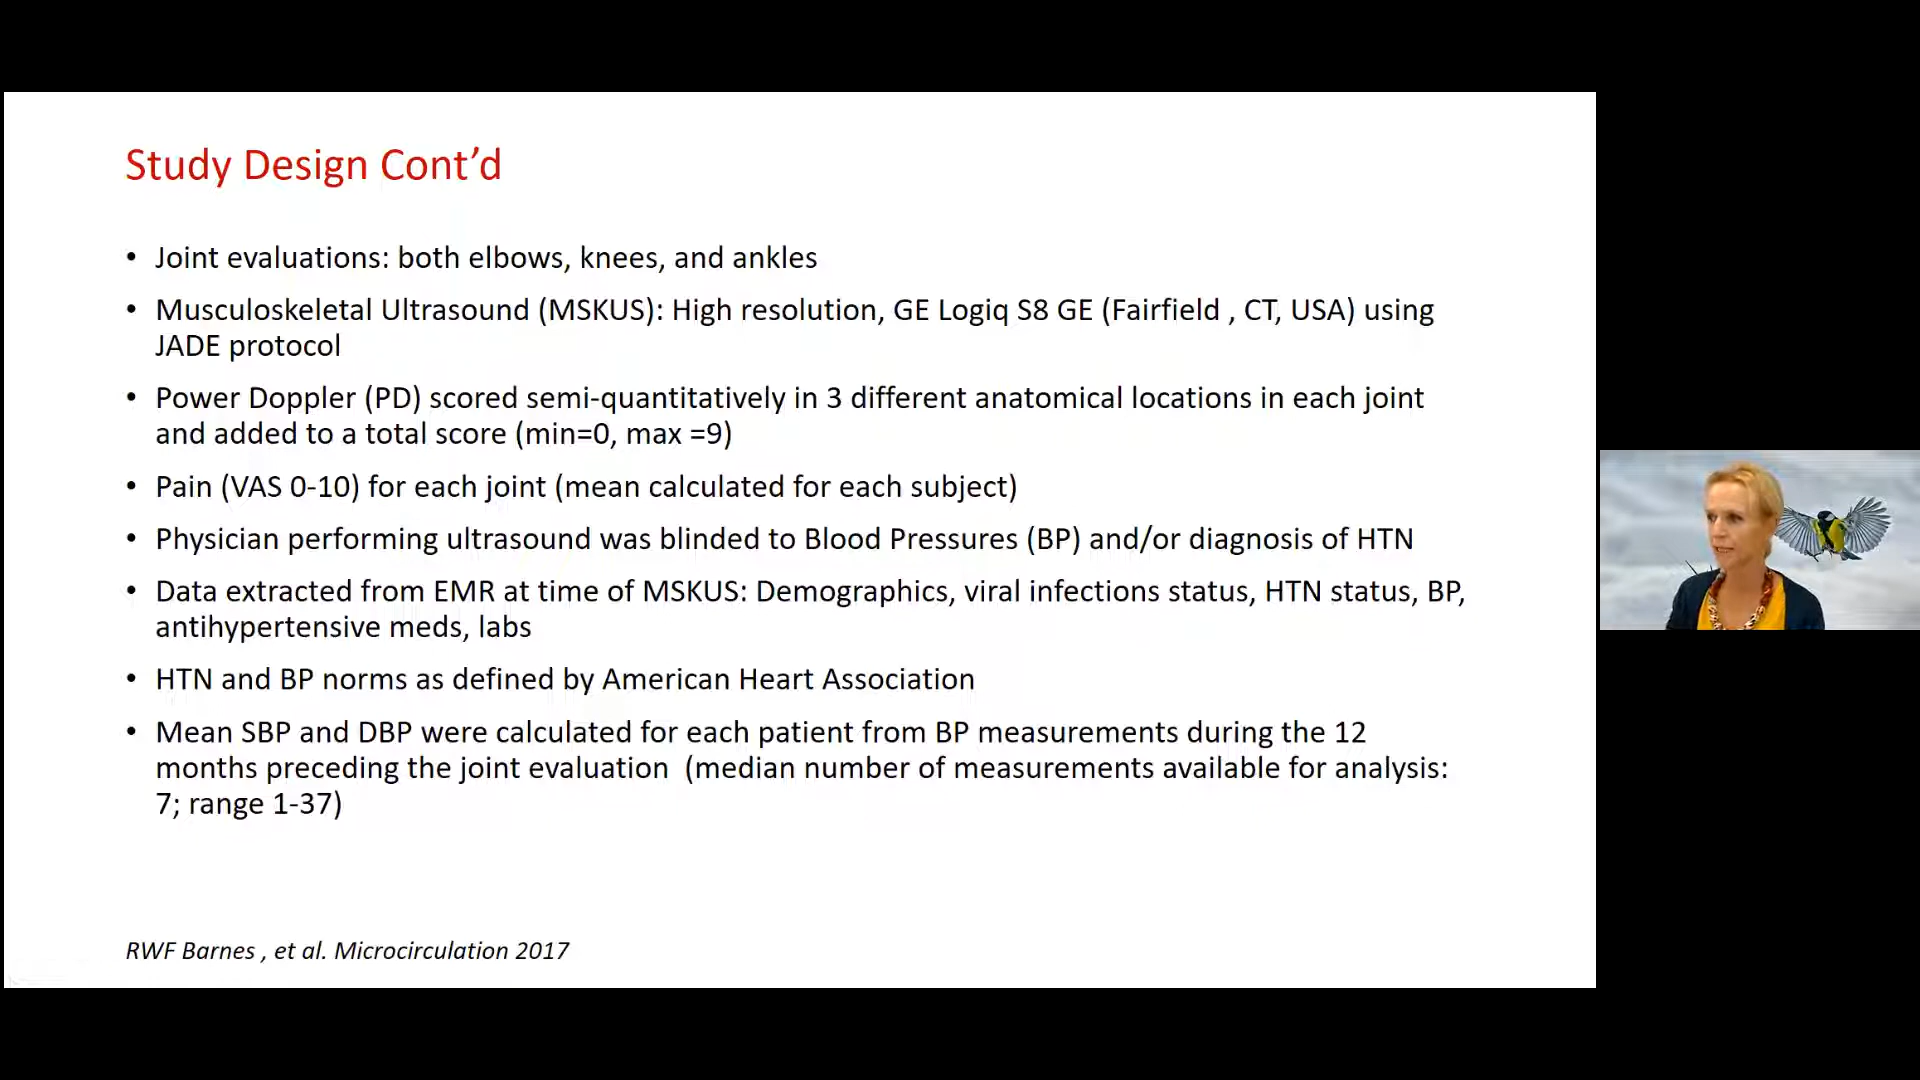 Study Design Cont’d
• Joint evaluations: both elbows, knees, and ankles
• Musculoskeletal Ultrasound (MSKUS): High resolution, GE Logiq S8 GE (Fairfield , CT, USA) using
JADE protocol
• Power Doppler (PD) scored semi-quantitatively in 3 different anatomical locations in each joint
and added to a total score (min=0, max =9)
• Pain (VAS 0-10) for each joint (mean calculated for each subject)
• Physician performing ultrasound was blinded to Blood Pressures (BP) and/or diagnosis of HTN
• Data extracted from EMR at time of MSKUS: Demographics, viral infections status, HTN status, BP,
antihypertensive meds, labs
• HTN and BP norms as defined by American Heart Association
• Mean SBP and DBP were calculated for each patient from BP measurements during the 12
months preceding the joint evaluation  (median number of measurements available for analysis:
7; range 1-37)
RWF Barnes , et al. Microcirculation 2017